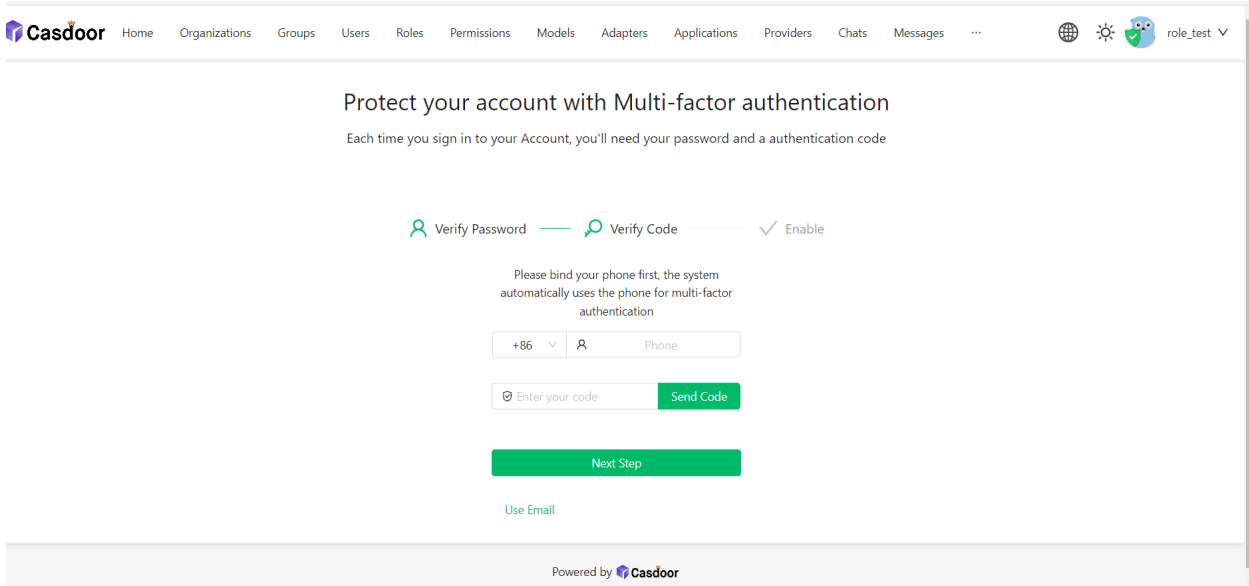 Casdoor Home Organizations Groups Users Roles Permissions Models Adapters Applications Providers Chats Messages ··· role_test
Protect your account with Multi-factor authentication
Each time you sign in to your Account, you'll need your password and a authentication code
Verify Password Verify Code Enable
Please bind your phone first, the system
automatically uses the phone for multi-factor
authentication
+86 Phone
Enter your code Send Code
Next Step
Use Email
Powered by Casdoor